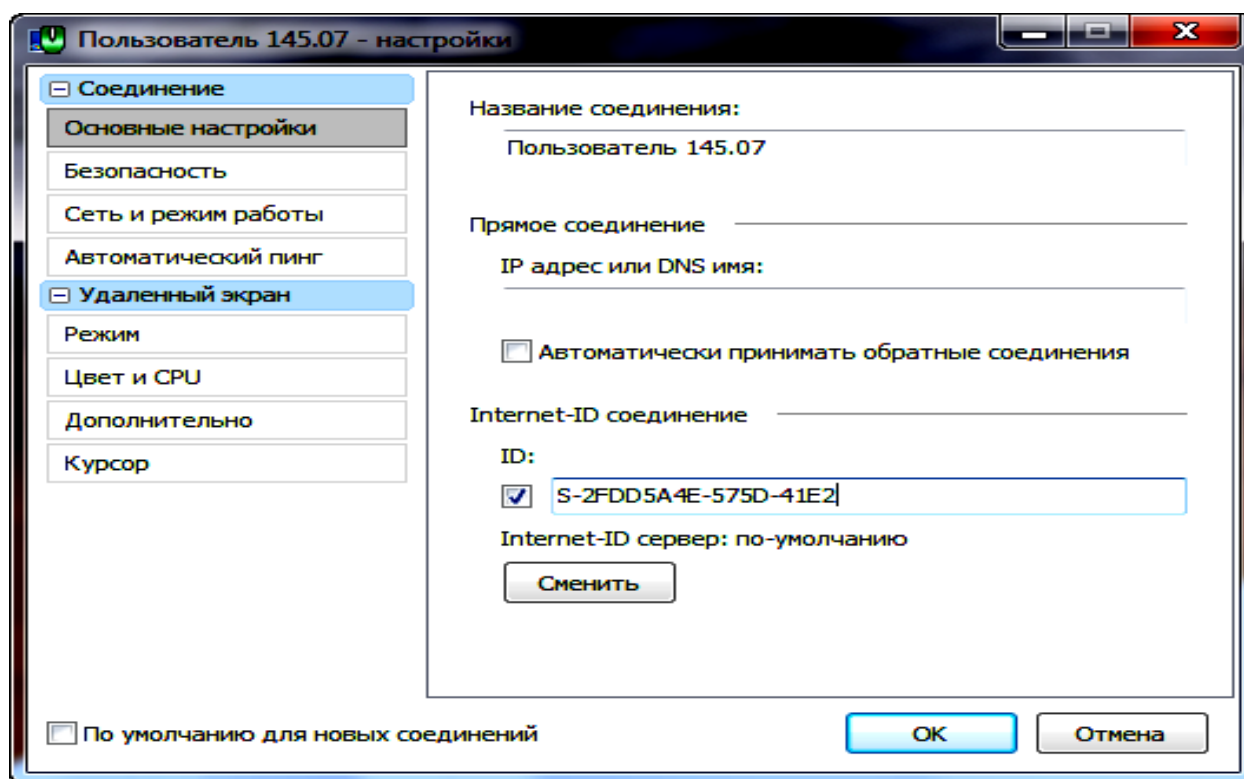 Пользователь 145.07 - настройки
Соединение
Основные настройки
Безопасность
Сеть и режим работы
Автоматический пинг
Удаленный экран
Режим
Цвет и CPU
Дополнительно
Курсор
Название соединения:
Пользователь 145.07
Прямое соединение
IP адрес или DNS имя:
Автоматически принимать обратные соединения
Internet-ID соединение
ID:
S-2FDD5A4E-575D-41E2
Internet-ID сервер: по-умолчанию
Сменить
По умолчанию для новых соединений
OK
Отмена